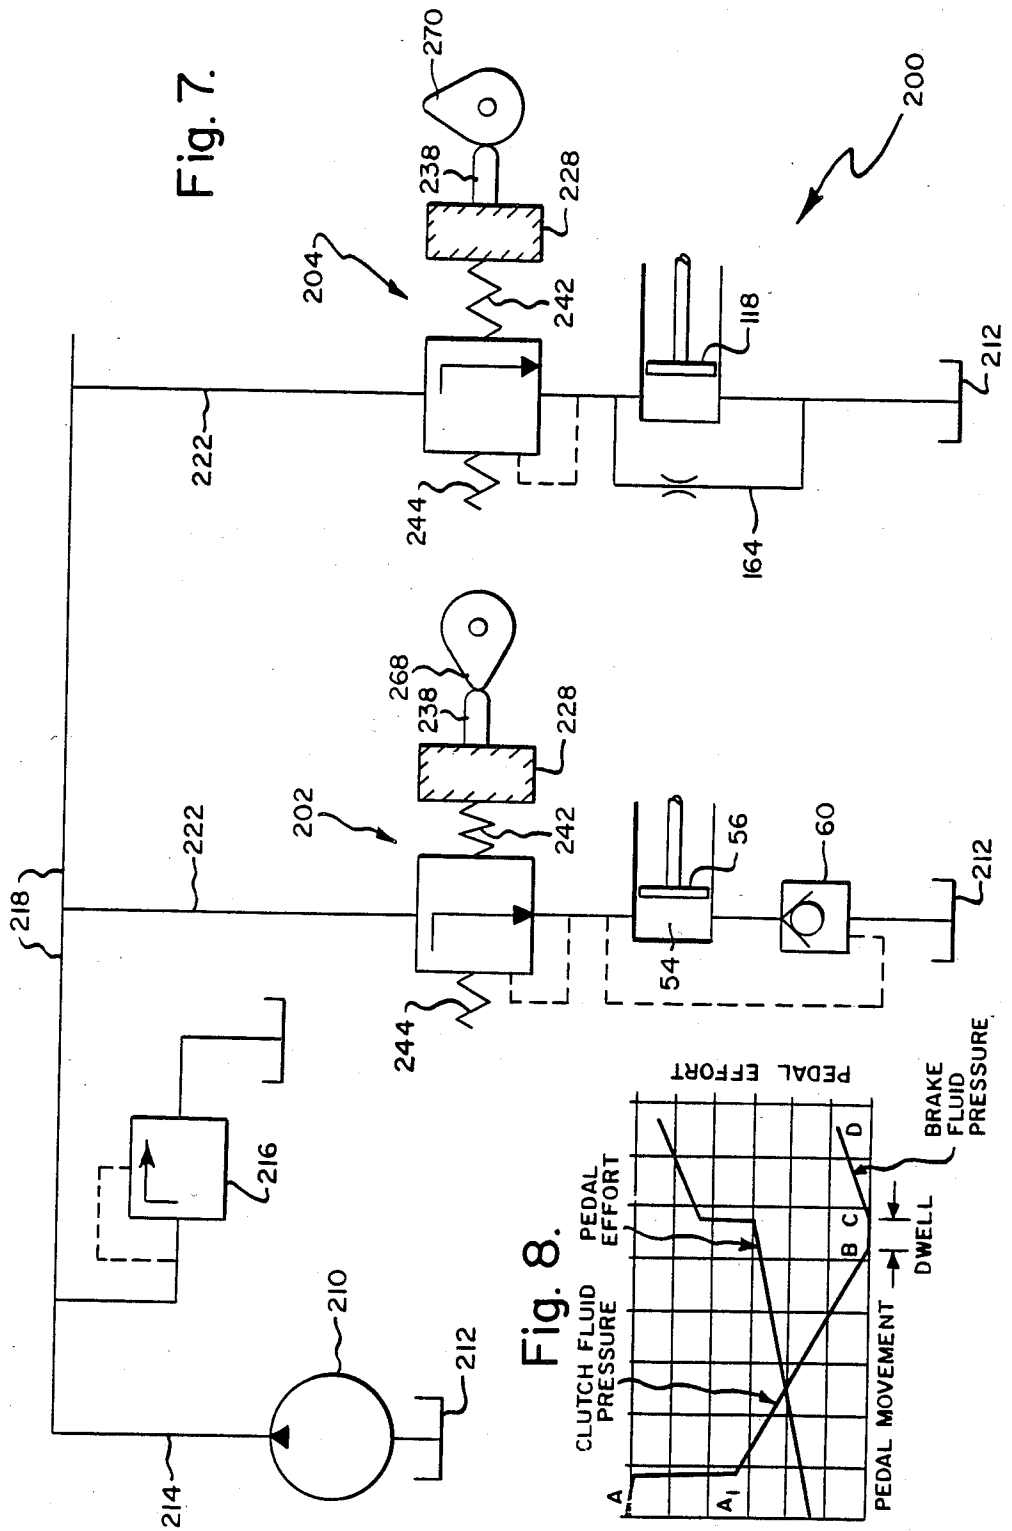 Fig. 7.
200
270
238
228
204
242
244
222
118
164
212
218
222
202
268
238
228
242
244
54
56
60
212
216
210
214
212
Fig. 8.
CLUTCH FLUID
PRESSURE
PEDAL
EFFORT
PEDAL EFFORT
A
A1
B
C
D
PEDAL MOVEMENT
DWELL
BRAKE
FLUID
PRESSURE